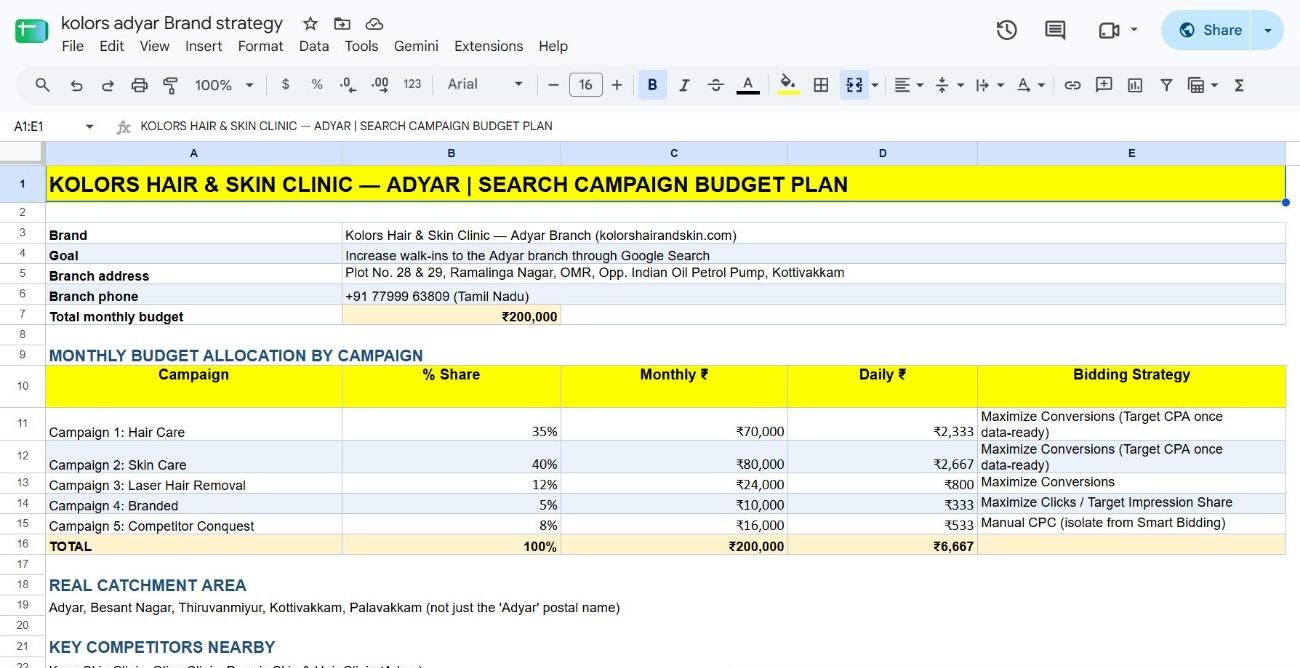 kolors adyar Brand strategy
File Edit View Insert Format Data Tools Gemini Extensions Help
Share
100% $ % .0 .00 123 Arial 16 B I A Σ
A1:E1 fx KOLORS HAIR & SKIN CLINIC — ADYAR | SEARCH CAMPAIGN BUDGET PLAN
A B C D E
1 KOLORS HAIR & SKIN CLINIC — ADYAR | SEARCH CAMPAIGN BUDGET PLAN
2
3 Brand Kolors Hair & Skin Clinic — Adyar Branch (kolorshairandskin.com)
4 Goal Increase walk-ins to the Adyar branch through Google Search
5 Branch address Plot No. 28 & 29, Ramalinga Nagar, OMR, Opp. Indian Oil Petrol Pump, Kottivakkam
6 Branch phone +91 77999 63809 (Tamil Nadu)
7 Total monthly budget ₹200,000
8
9 MONTHLY BUDGET ALLOCATION BY CAMPAIGN
10 Campaign % Share Monthly ₹ Daily ₹ Bidding Strategy
11 Campaign 1: Hair Care 35% ₹70,000 ₹2,333 Maximize Conversions (Target CPA once
data-ready)
12 Campaign 2: Skin Care 40% ₹80,000 ₹2,667 Maximize Conversions (Target CPA once
data-ready)
13 Campaign 3: Laser Hair Removal 12% ₹24,000 ₹800 Maximize Conversions
14 Campaign 4: Branded 5% ₹10,000 ₹333 Maximize Clicks / Target Impression Share
15 Campaign 5: Competitor Conquest 8% ₹16,000 ₹533 Manual CPC (isolate from Smart Bidding)
16 TOTAL 100% ₹200,000 ₹6,667
17
18 REAL CATCHMENT AREA
19 Adyar, Besant Nagar, Thiruvanmiyur, Kottivakkam, Palavakkam (not just the 'Adyar' postal name)
20
21 KEY COMPETITORS NEARBY
22